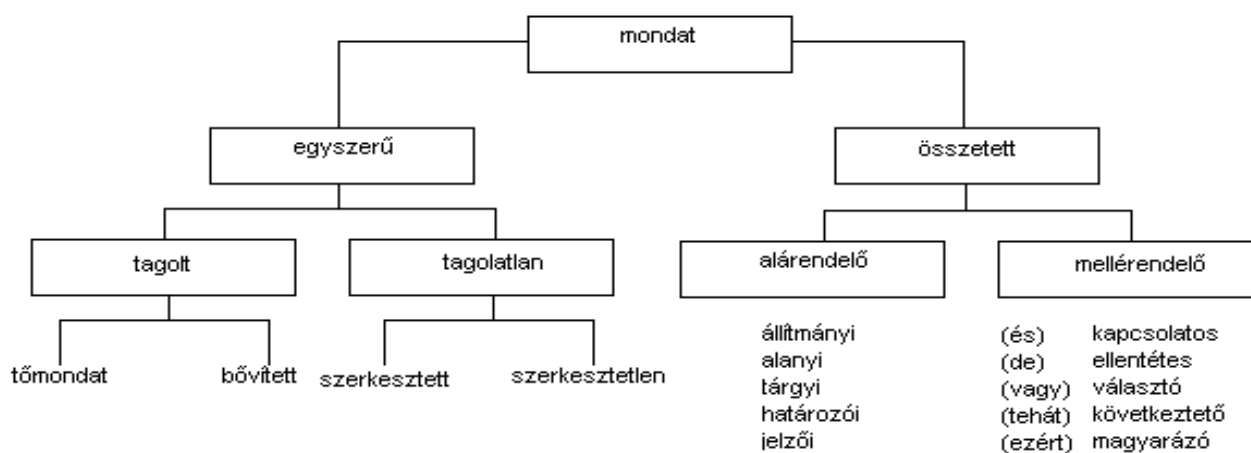 mondat
egyszerű
összetett
tagolt
tagolatlan
alárendelő
mellérendelő
tőmondat
bővített
szerkesztett
szerkesztetlen
állítmányi
alanyi
tárgyi
határozói
jelzői
(és) kapcsolatos
(de) ellentétes
(vagy) választó
(tehát) következtető
(ezért) magyarázó